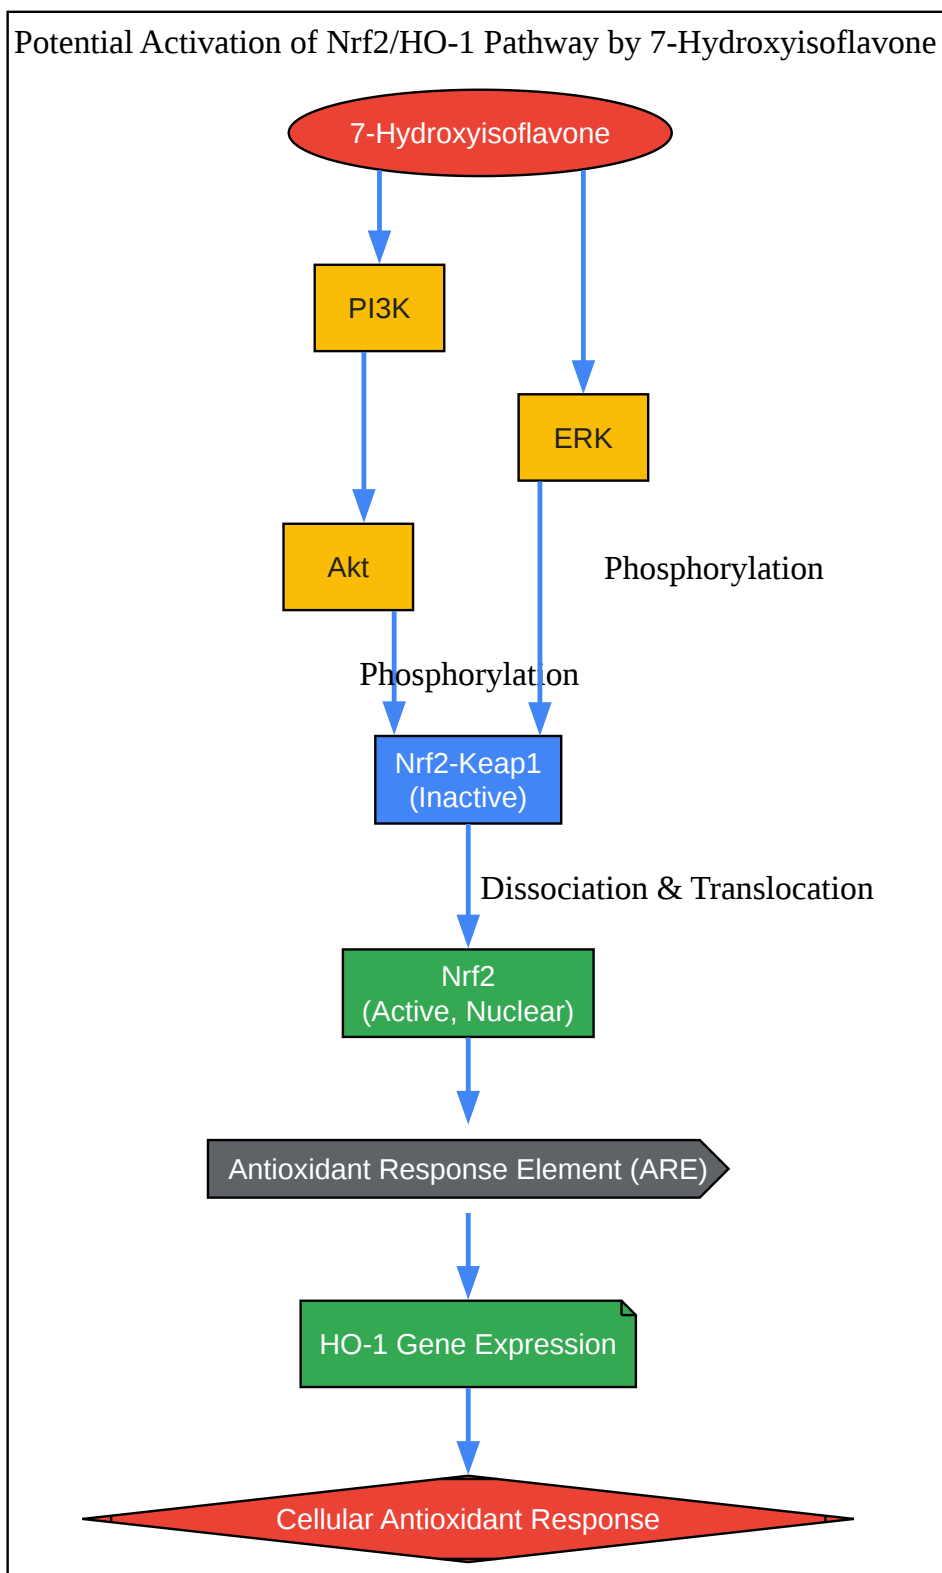 Potential Activation of Nrf2/HO-1 Pathway by 7-Hydroxyisoflavone
7-Hydroxyisoflavone
PI3K
ERK
Akt
Phosphorylation
Phosphorylation
Nrf2-Keap1
(Inactive)
Dissociation & Translocation
Nrf2
(Active, Nuclear)
Antioxidant Response Element (ARE)
HO-1 Gene Expression
Cellular Antioxidant Response